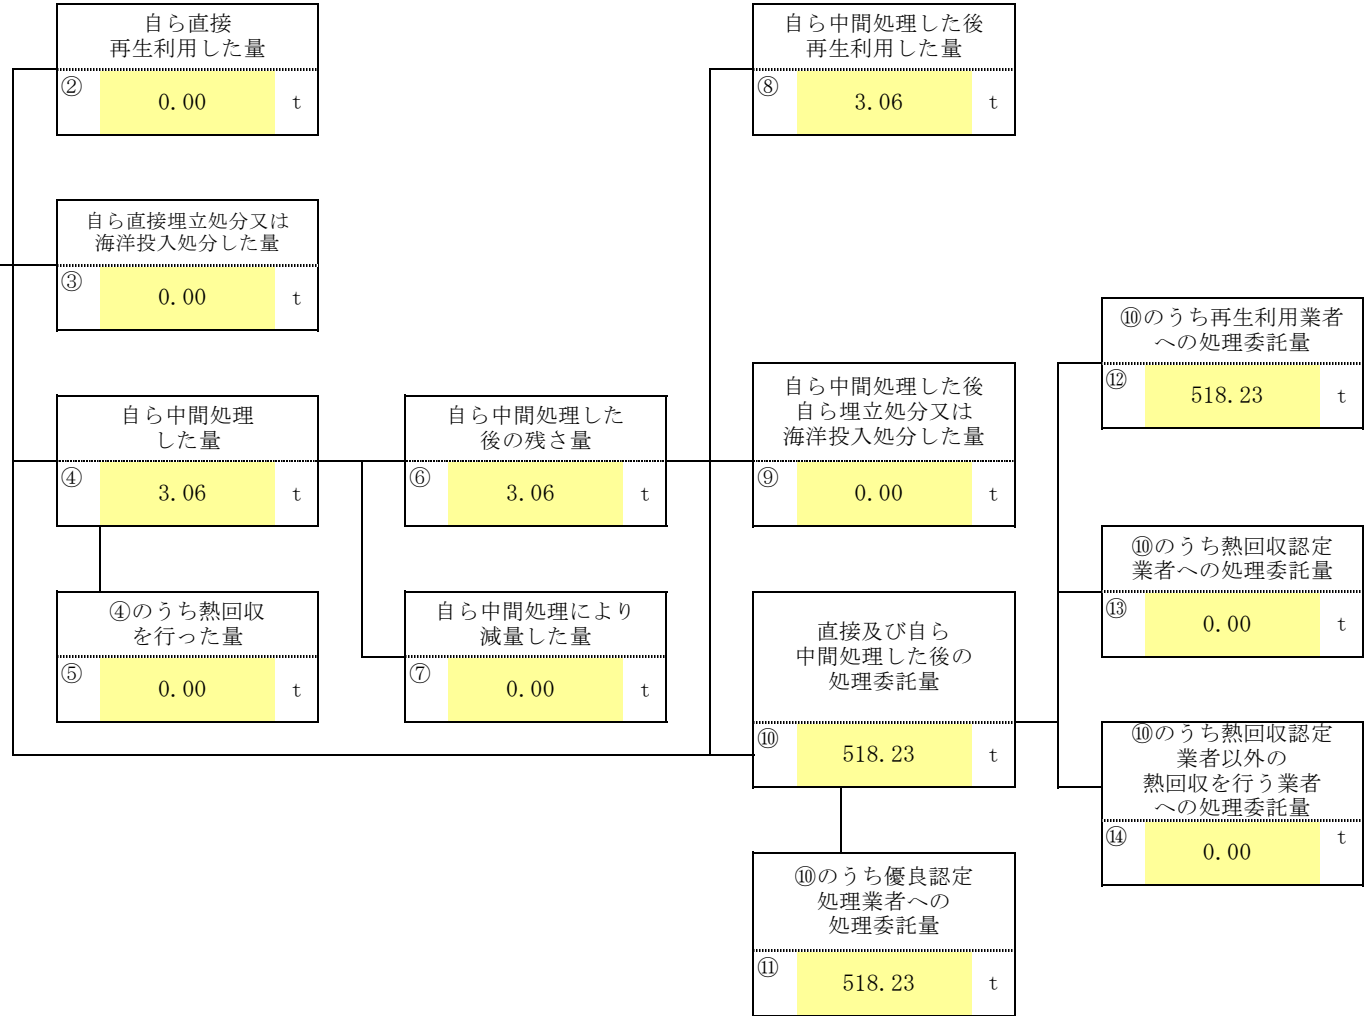 自ら直接
再生利用した量
②
0.00
t
自ら直接埋立処分又は
海洋投入処分した量
③
0.00
t
自ら中間処理
した量
④
3.06
t
④のうち熱回収
を行った量
⑤
0.00
t
自ら中間処理した
後の残さ量
⑥
3.06
t
自ら中間処理により
減量した量
⑦
0.00
t
自ら中間処理した後
再生利用した量
⑧
3.06
t
自ら中間処理した後
自ら埋立処分又は
海洋投入処分した量
⑨
0.00
t
直接及び自ら
中間処理した後の
処理委託量
⑩
518.23
t
⑩のうち優良認定
処理業者への
処理委託量
⑪
518.23
t
⑩のうち再生利用業者
への処理委託量
⑫
518.23
t
⑩のうち熱回収認定
業者への処理委託量
⑬
0.00
t
⑩のうち熱回収認定
業者以外の
熱回収を行う業者
への処理委託量
⑭
0.00
t